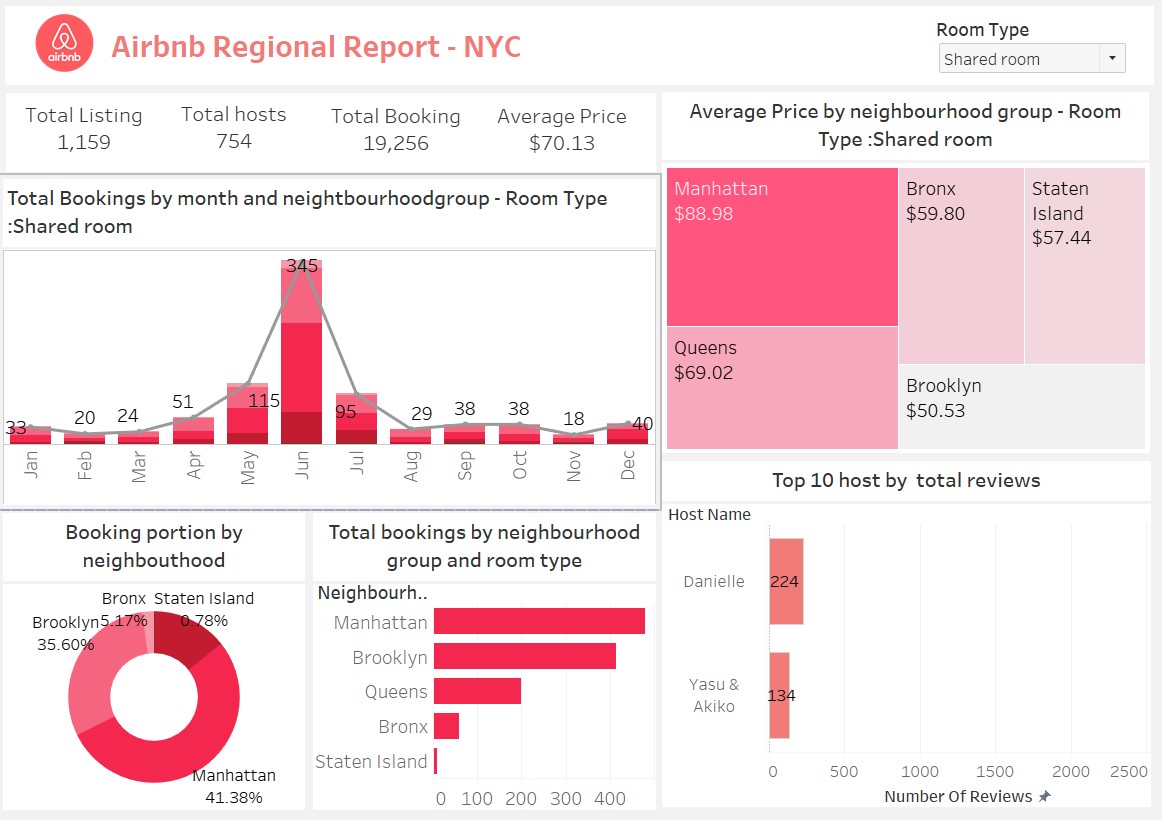 airbnb
Airbnb Regional Report - NYC
Room Type
Shared room
Total Listing
1,159
Total hosts
754
Total Booking
19,256
Average Price
$70.13
Total Bookings by month and neightbourhoodgroup - Room Type
:Shared room
345
33
20
24
51
115
95
29
38
38
18
40
Jan
Feb
Mar
Apr
May
Jun
Jul
Aug
Sep
Oct
Nov
Dec
Average Price by neighbourhood group - Room
Type :Shared room
Manhattan
$88.98
Bronx
$59.80
Staten
Island
$57.44
Queens
$69.02
Brooklyn
$50.53
Booking portion by
neighbouthood
Bronx
5.17%
Staten Island
0.78%
Brooklyn
35.60%
Manhattan
41.38%
Total bookings by neighbourhood
group and room type
Neighbourh..
Manhattan
Brooklyn
Queens
Bronx
Staten Island
0 100 200 300 400
Top 10 host by total reviews
Host Name
Danielle
224
Yasu &
Akiko
134
0 500 1000 1500 2000 2500
Number Of Reviews